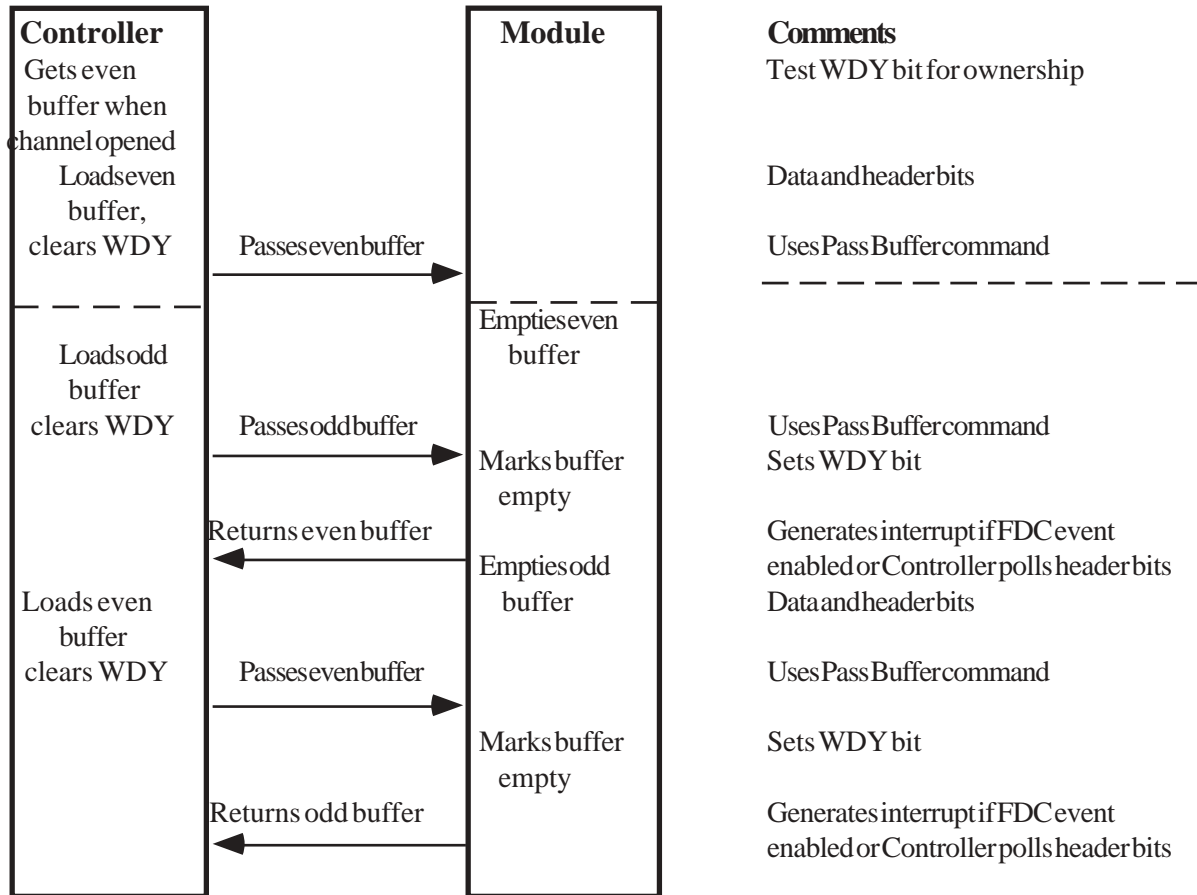 Controller Module Comments
Gets even Test WDY bit for ownership
buffer when
channel opened
Loads even Data and header bits
buffer,
clears WDY Passes even buffer Uses Pass Buffer command
Empties even
buffer
Loads odd
buffer
clears WDY Passes odd buffer Uses Pass Buffer command
Marks buffer Sets WDY bit
empty
Returns even buffer Generates interrupt if FDC event
Empties odd enabled or Controller polls header bits
Loads even buffer Data and header bits
buffer
clears WDY Passes even buffer Uses Pass Buffer command
Marks buffer Sets WDY bit
empty
Returns odd buffer Generates interrupt if FDC event
enabled or Controller polls header bits